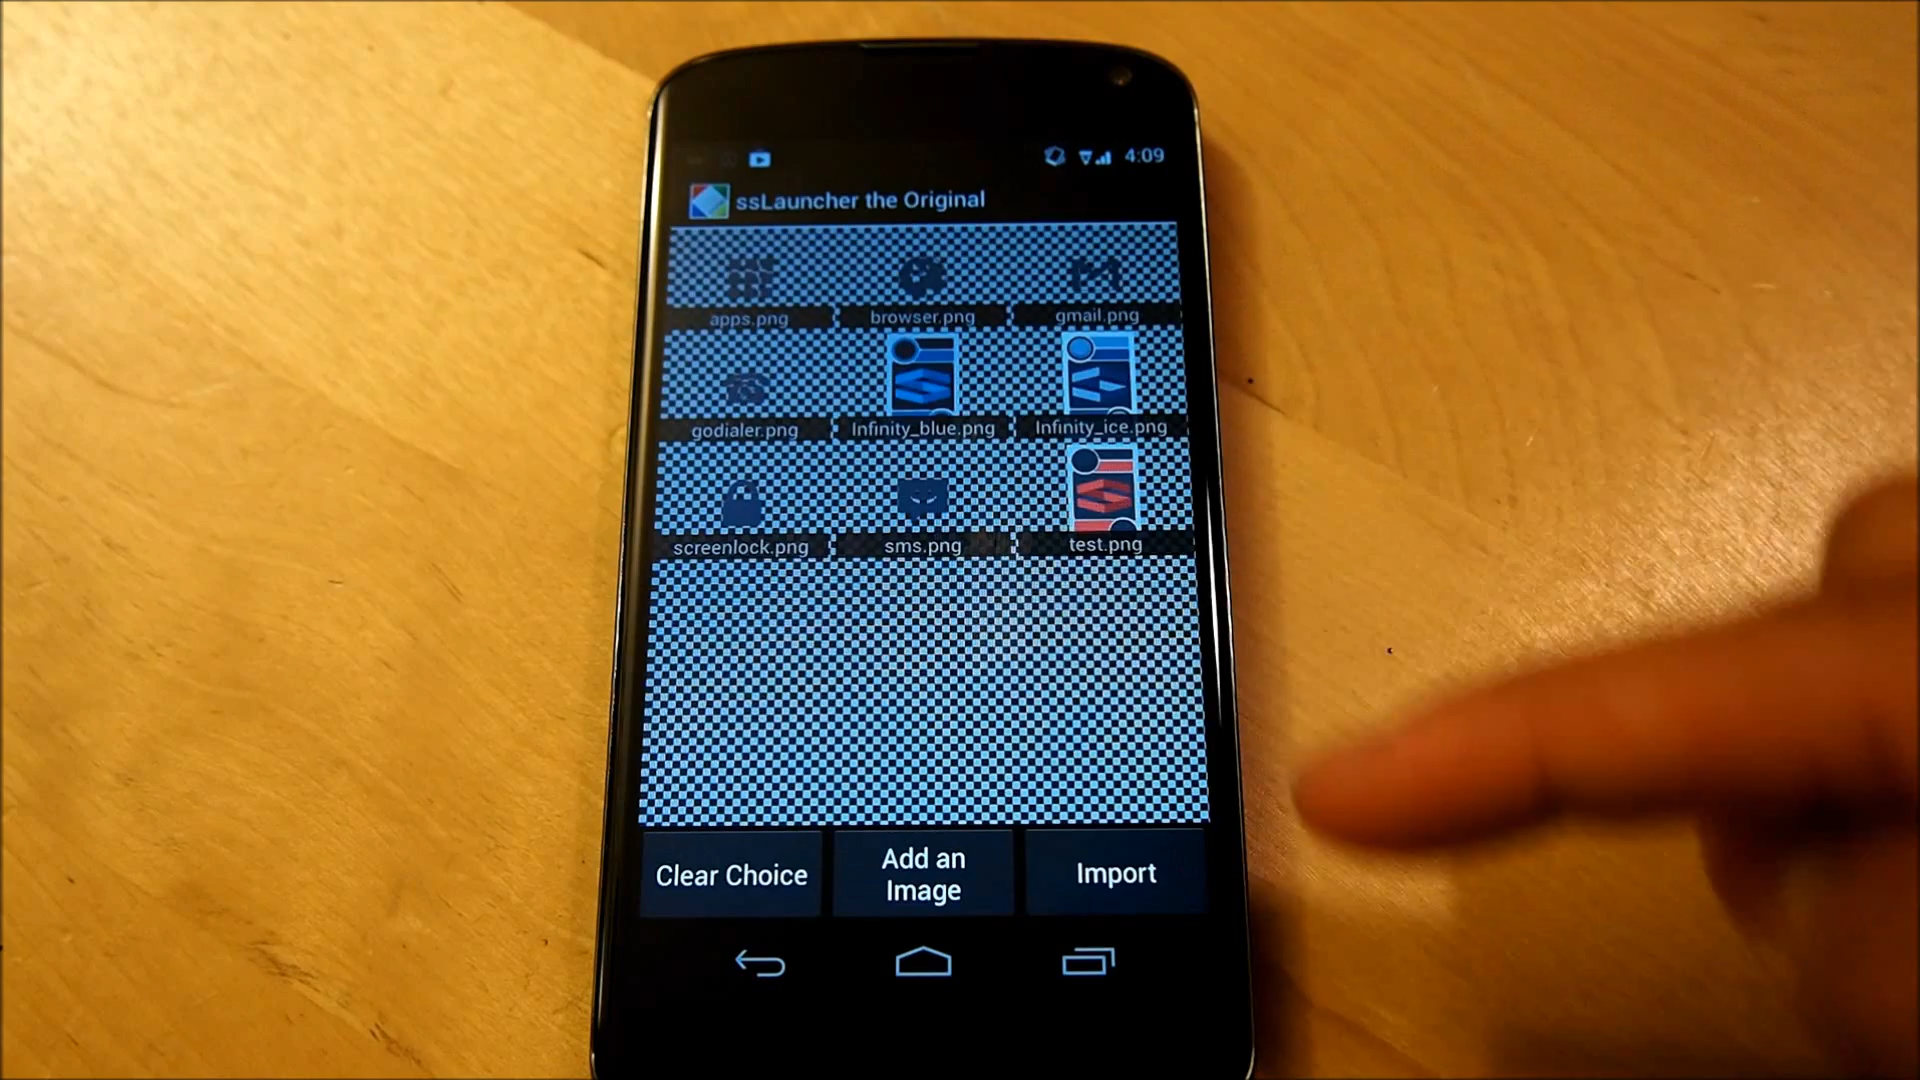 4:09
ssLauncher the Original
apps.png
browser.png
gmail.png
godialer.png
Infinity_blue.png
Infinity_ice.png
screenlock.png
sms.png
test.png
Clear Choice
Add an
Image
Import